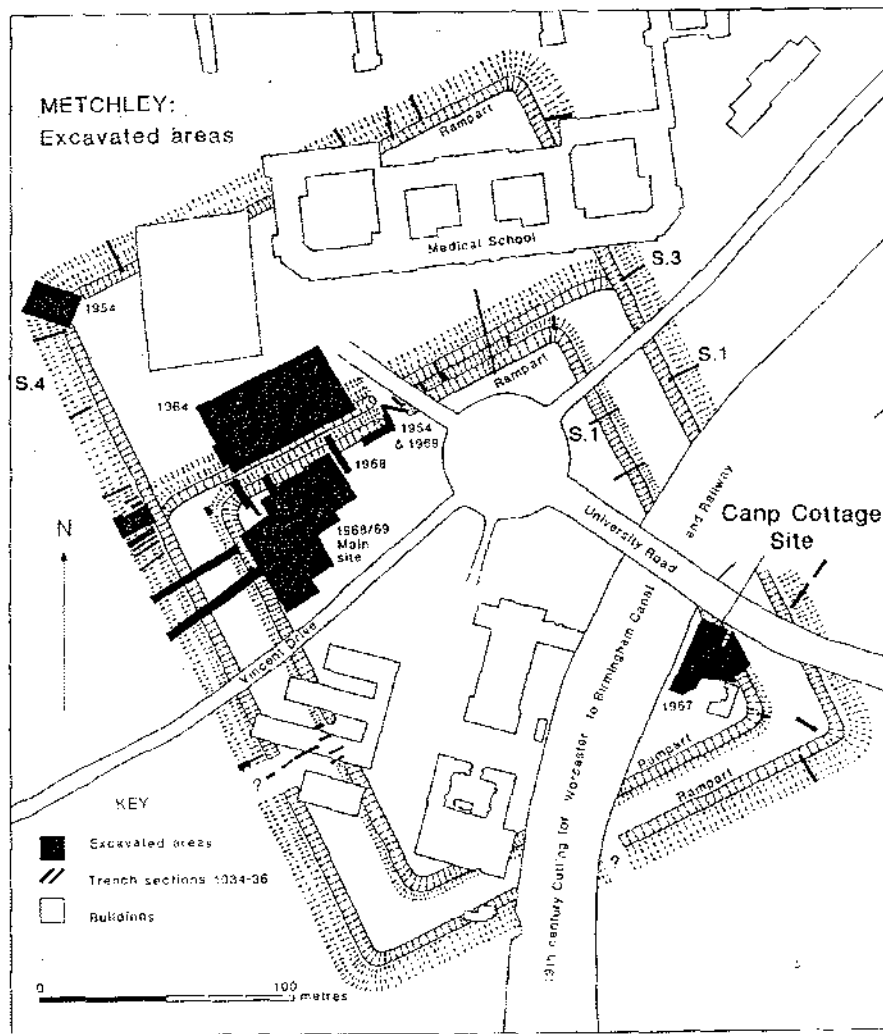 METCHLEY:
Excavated areas
Rampart
Medical School
S.3
1954
S.4
S.1
1964
Rampart
1954
& 1968
S.1
1968
N
1968/69
Main
site
University Road
and Railway
Canp Cottage
Site
Vincent Drive
1967
19th century Cutting for Worcester to Birmingham Canal
Rampart
Rampart
?
?
KEY
Excavated areas
Trench sections 1934-36
Buildings
0
100
metres